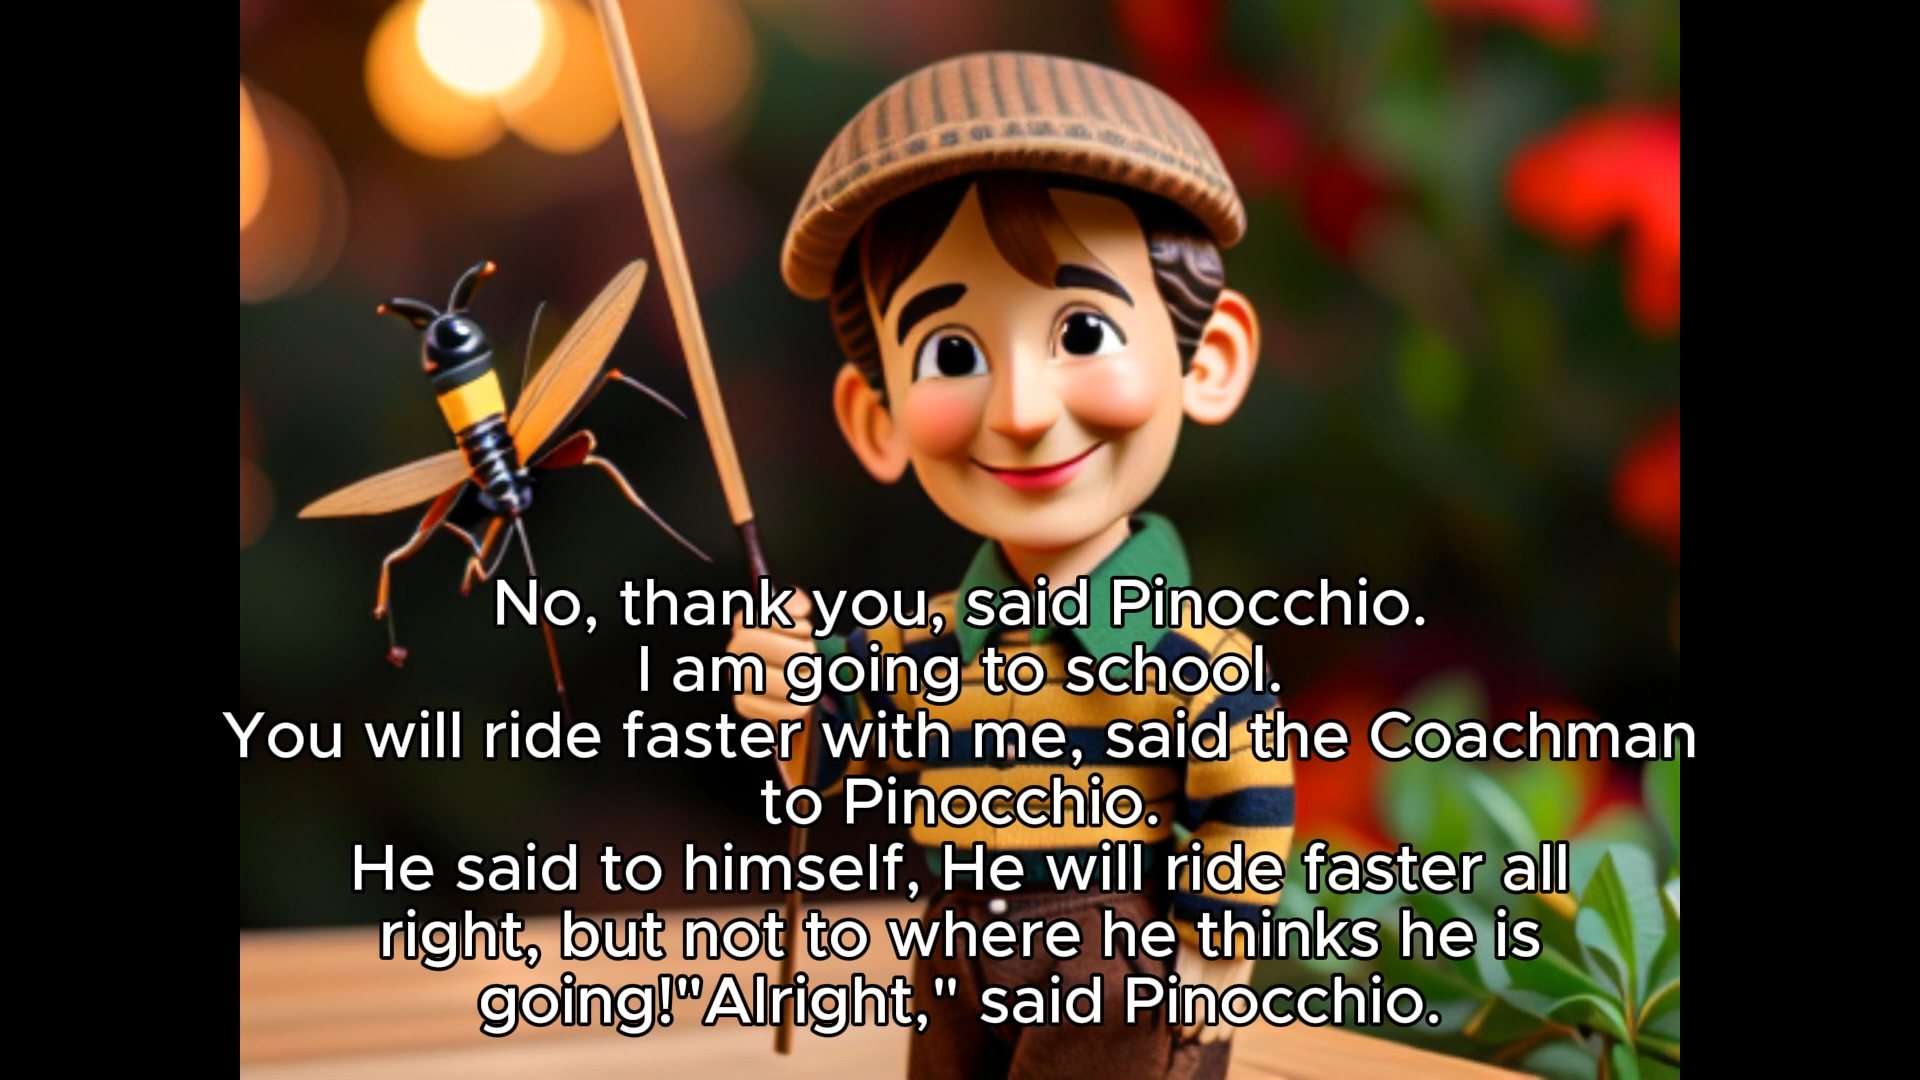 No, thank you, said Pinocchio.
I am going to school.
You will ride faster with me, said the Coachman
to Pinocchio.
He said to himself, He will ride faster all
right, but not to where he thinks he is
going!"Alright," said Pinocchio.